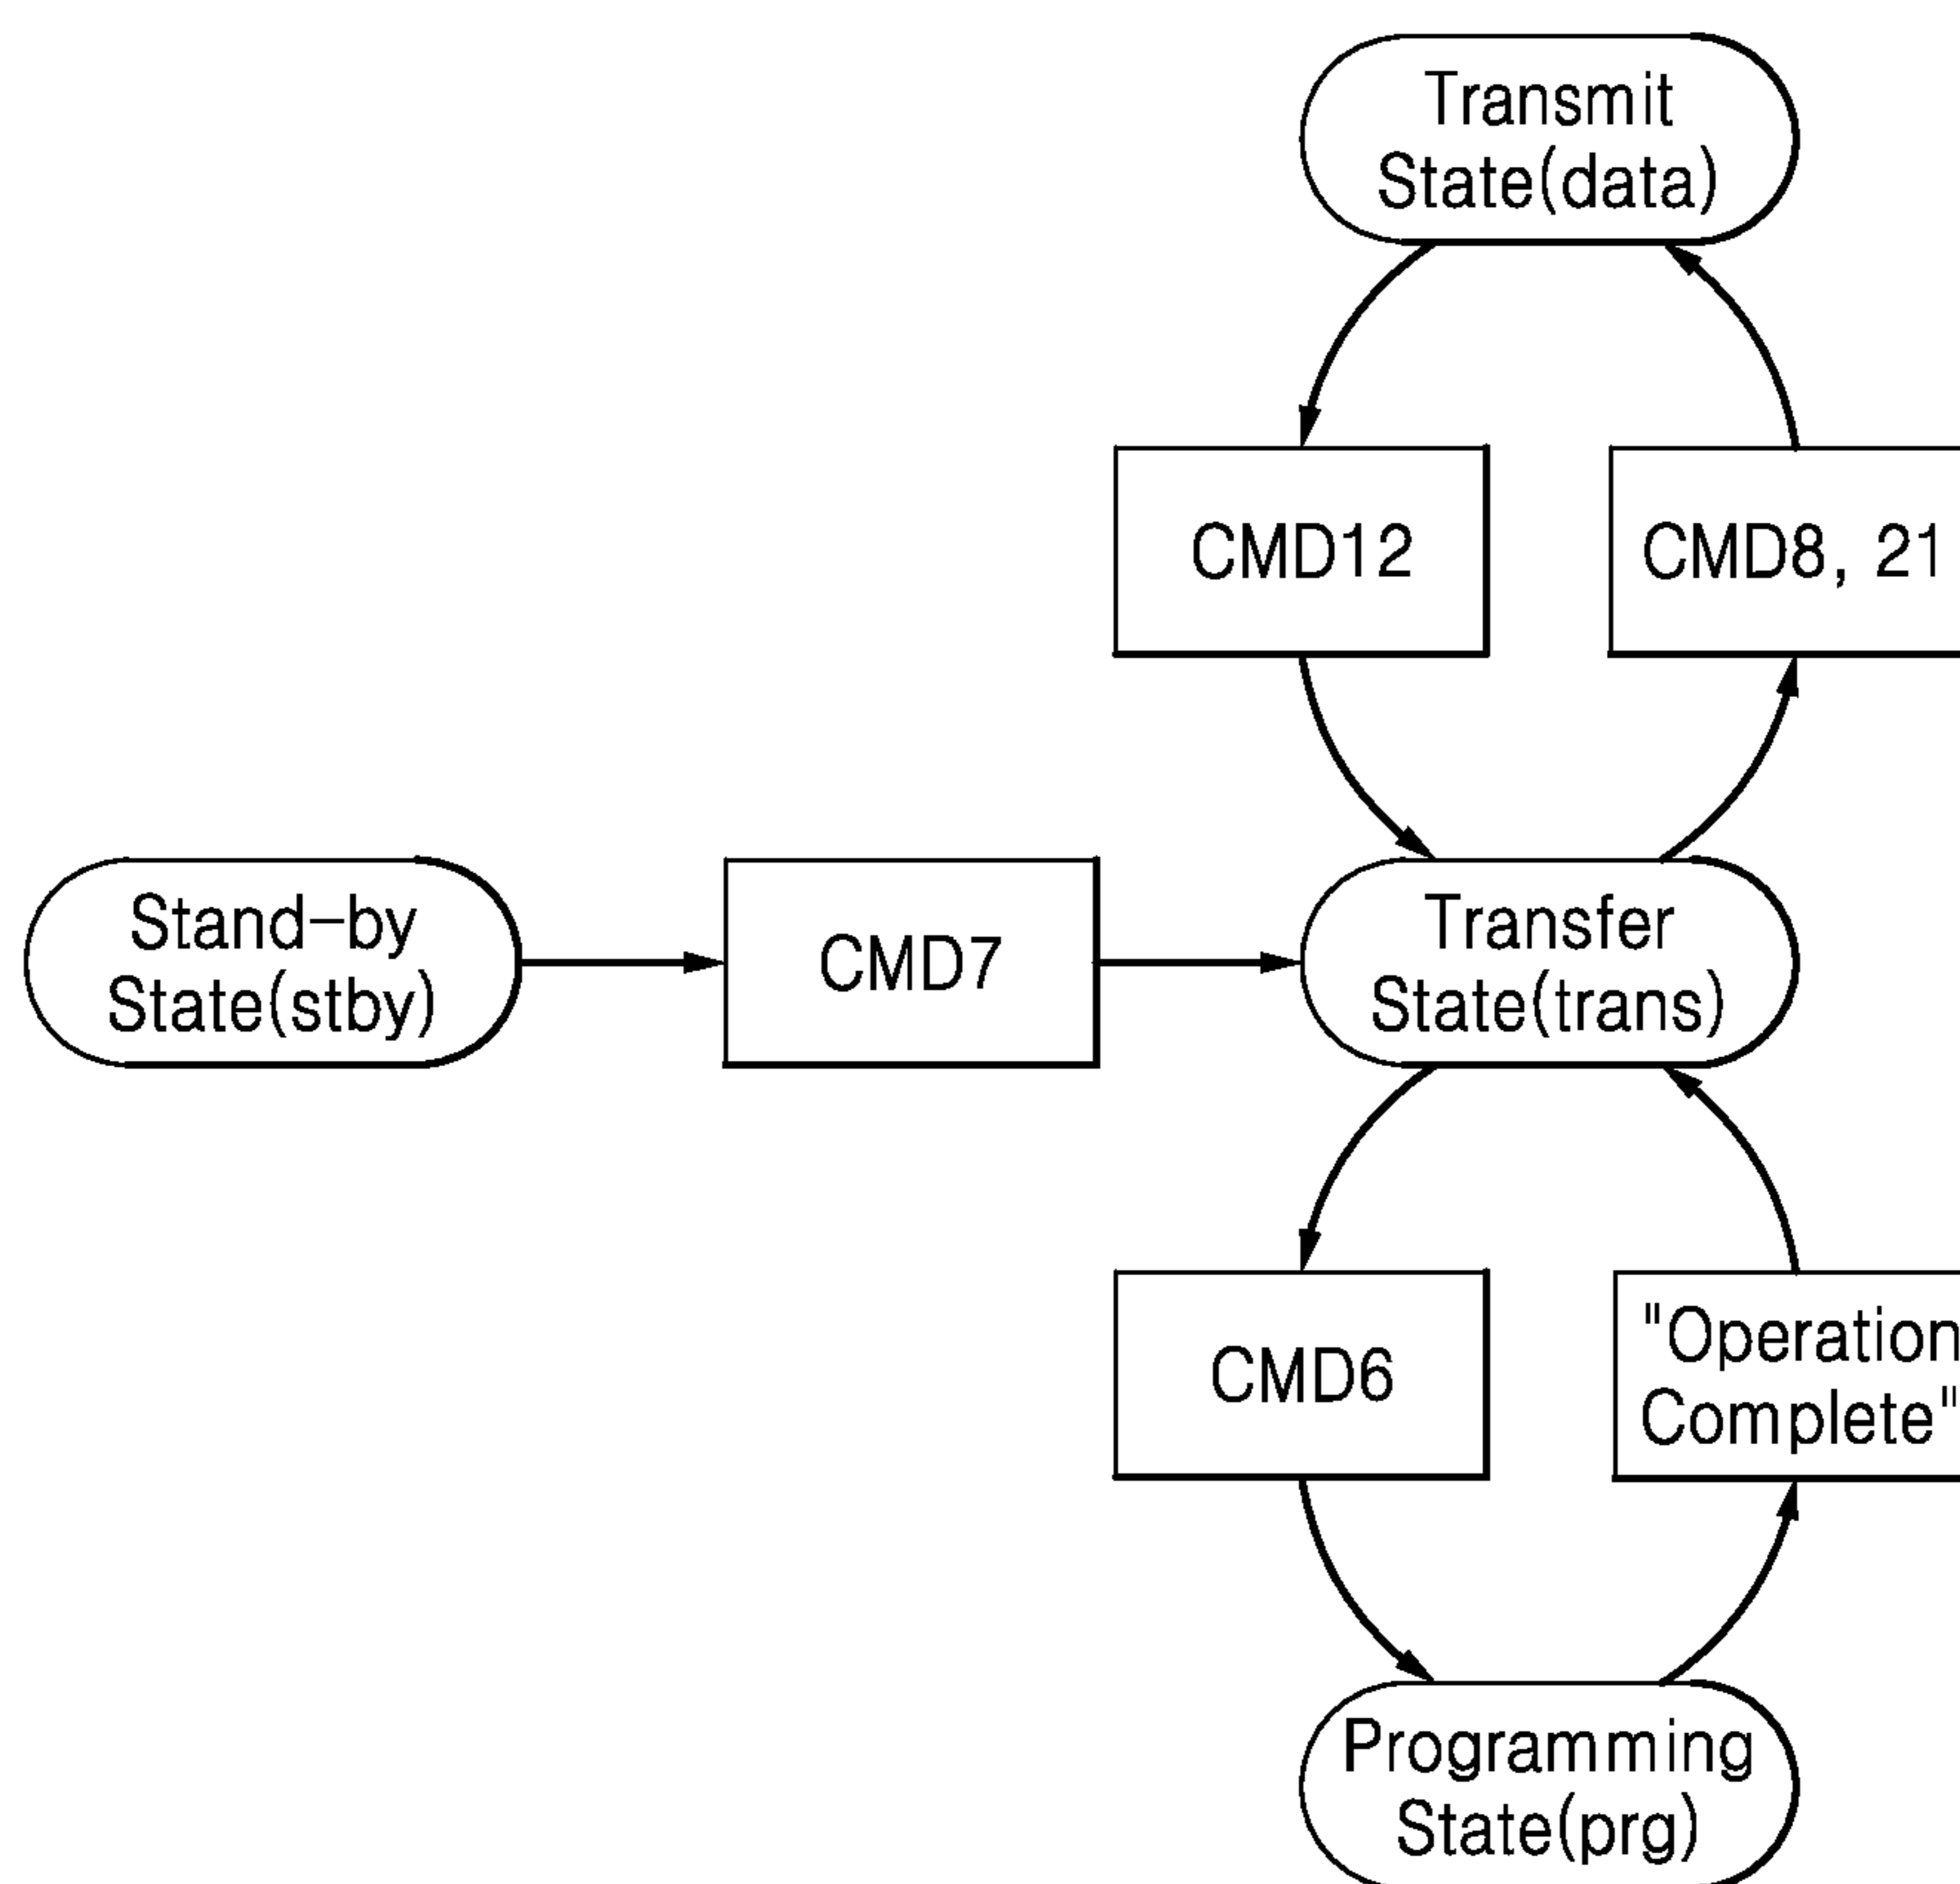 Transmit
State(data)
CMD12
CMD8, 21
Stand-by
State(stby)
CMD7
Transfer
State(trans)
CMD6
"Operation
Complete"
Programming
State(prg)